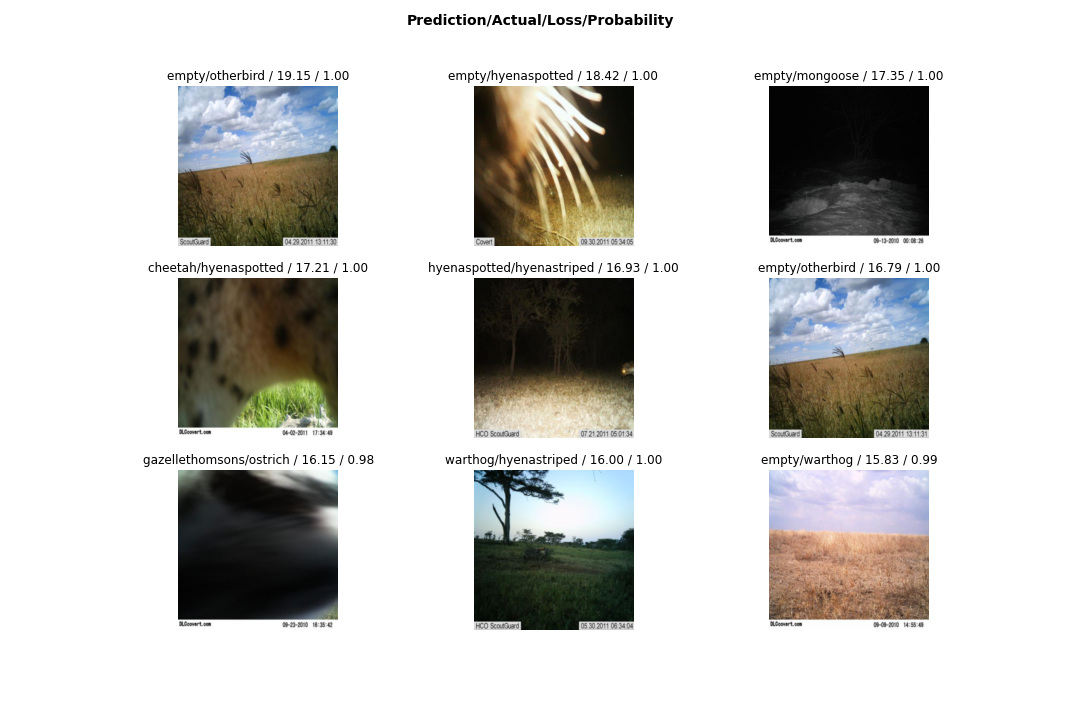 Prediction/Actual/Loss/Probability
empty/otherbird / 19.15 / 1.00
empty/hyenaspotted / 18.42 / 1.00
empty/mongoose / 17.35 / 1.00
ScoutGuard 04.29.2011 13:11:30
Covert 09.30.2011 05:34:05
DLCcovert.com 09-13-2010 00:08:26
cheetah/hyenaspotted / 17.21 / 1.00
hyenaspotted/hyenastriped / 16.93 / 1.00
empty/otherbird / 16.79 / 1.00
DLCcovert.com 04-02-2011 17:34:49
HCO ScoutGuard 07.21.2011 05:01:34
ScoutGuard 04.29.2011 13:11:31
gazellethomsons/ostrich / 16.15 / 0.98
warthog/hyenastriped / 16.00 / 1.00
empty/warthog / 15.83 / 0.99
DLCcovert.com 09-23-2010 16:35:42
HCO ScoutGuard 05.30.2011 06:34:04
DLCcovert.com 09-09-2010 14:55:49